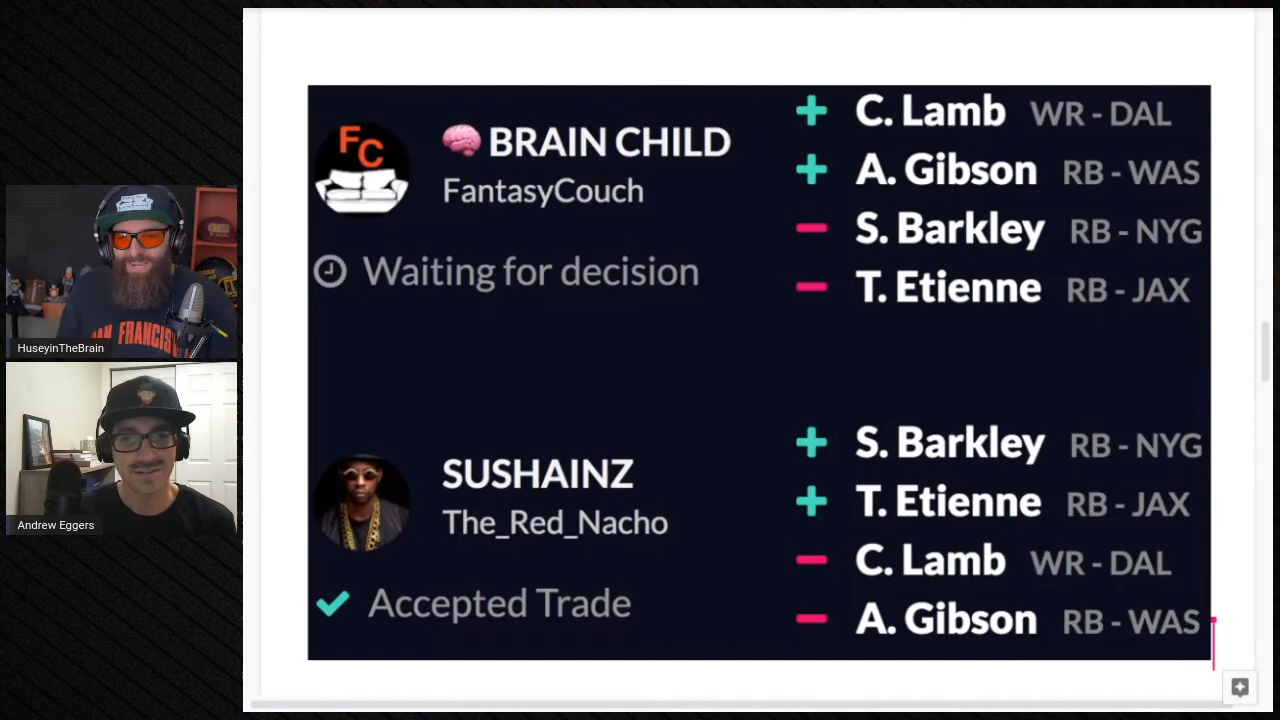 C. Lamb WR - DAL
BRAIN CHILD
A. Gibson RB - WAS
FantasyCouch
S. Barkley RB - NYG
Waiting for decision
T. Etienne RB - JAX
FC
SUSHAINZ
S. Barkley RB - NYG
The_Red_Nacho
T. Etienne RB - JAX
C. Lamb WR - DAL
Accepted Trade
A. Gibson RB - WAS
HuseyinTheBrain
Andrew Eggers